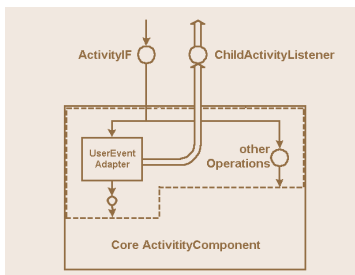 ActivityIF
ChildActivityListener
UserEvent
Adapter
other
Operations
Core ActivitityComponent